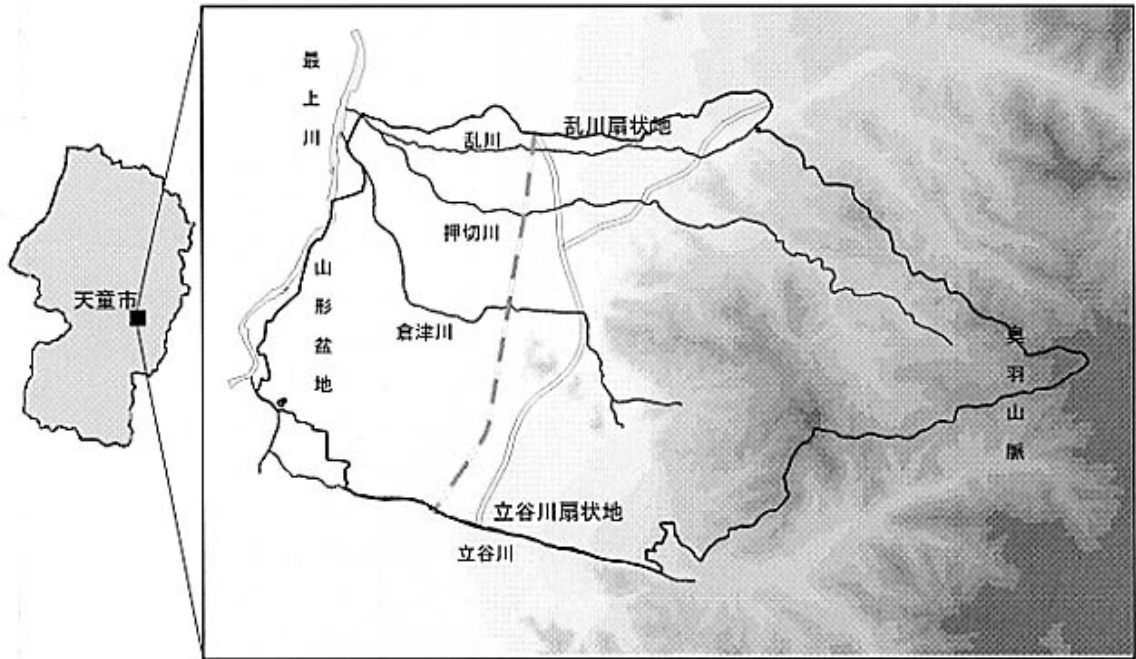 天童市
最上川
乱川扇状地
乱川
押切川
倉津川
山形盆地
奥羽山脈
立谷川扇状地
立谷川